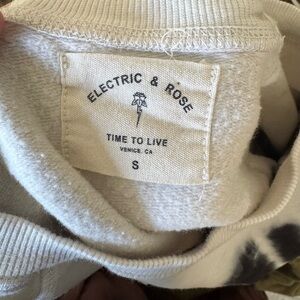 ELECTRIC & ROSE
TIME TO LIVE
VENICE, CA
S